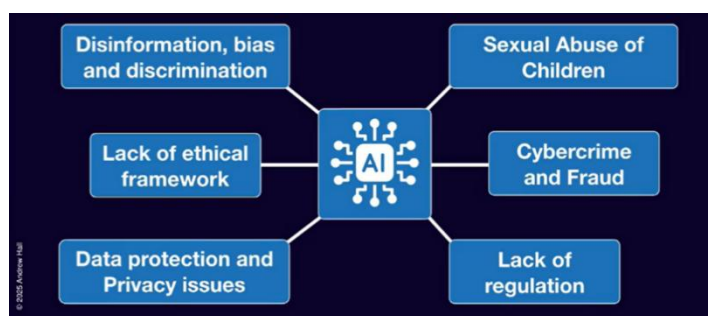 Disinformation, bias
and discrimination
Sexual Abuse of
Children
Lack of ethical
framework
AI
Cybercrime
and Fraud
Data protection and
Privacy issues
Lack of
regulation
© 2025 Andrew Hall